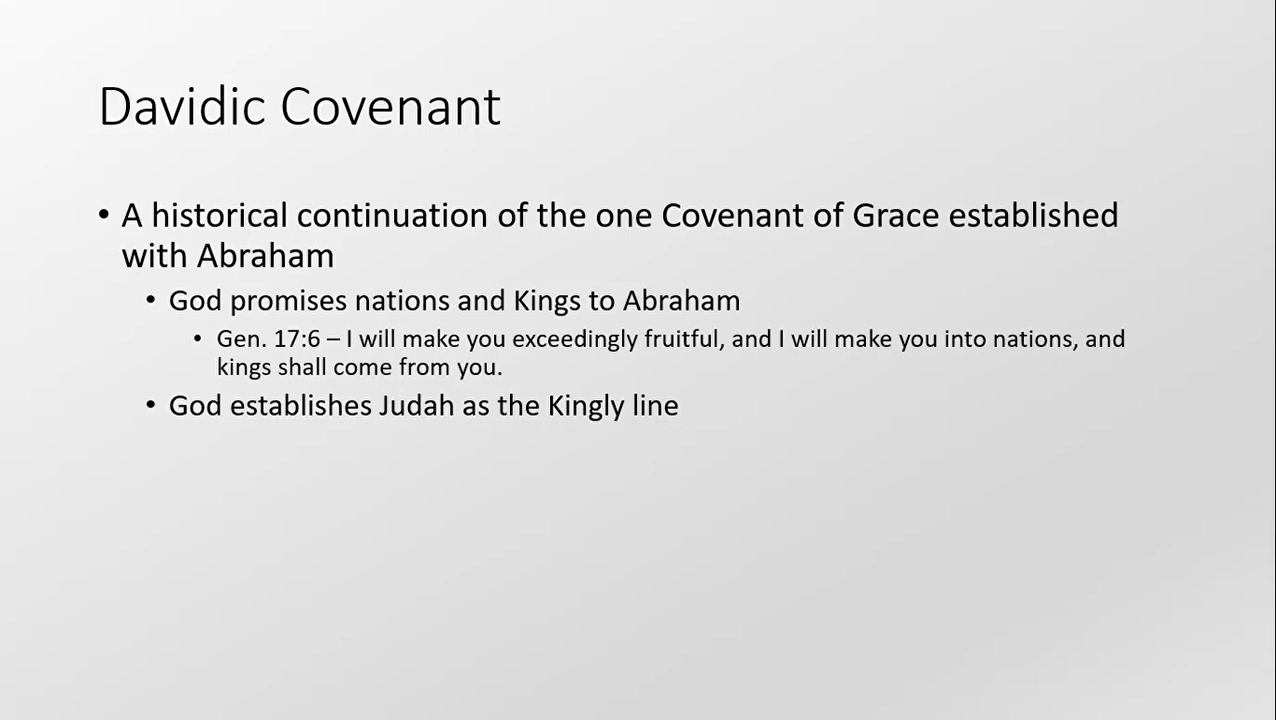 Davidic Covenant
• A historical continuation of the one Covenant of Grace established
with Abraham
• God promises nations and Kings to Abraham
• Gen. 17:6 – I will make you exceedingly fruitful, and I will make you into nations, and
kings shall come from you.
• God establishes Judah as the Kingly line